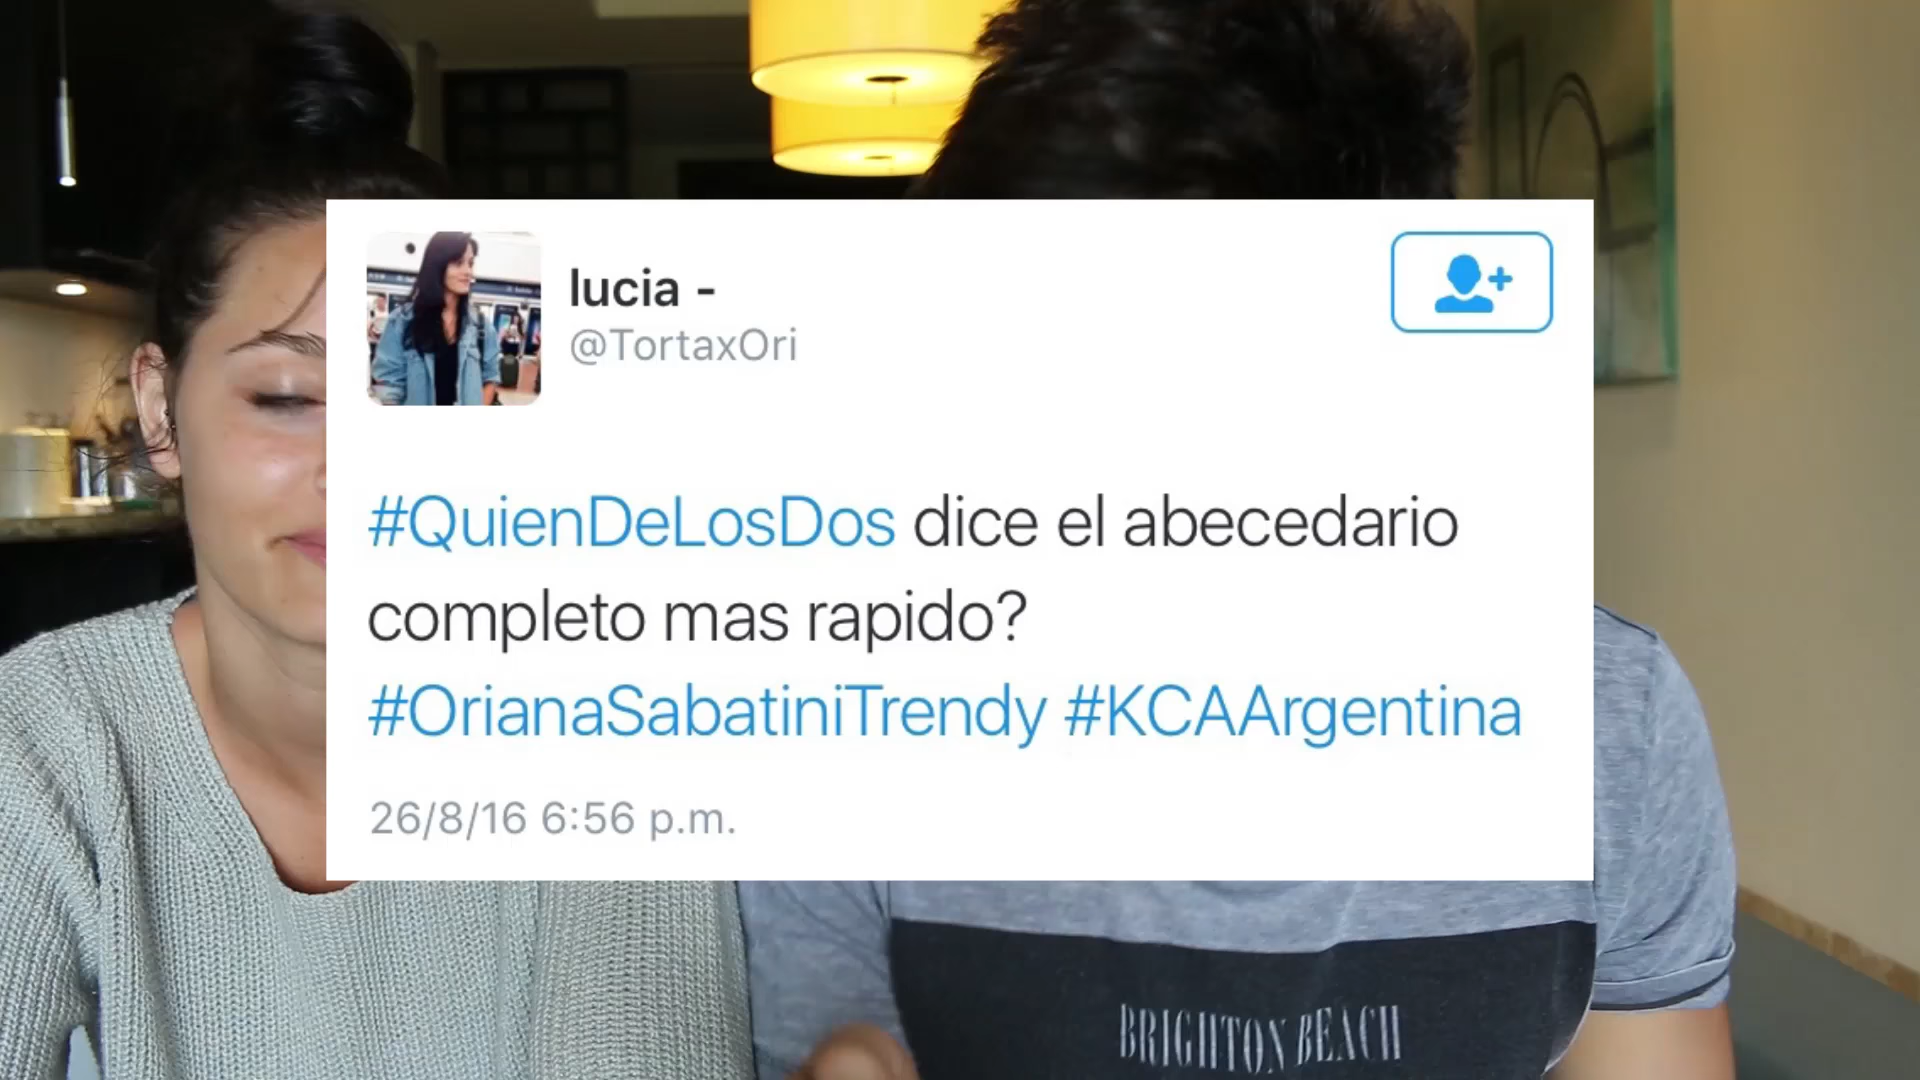 lucia -
@TortaxOri
#QuienDeLosDos dice el abecedario
completo mas rapido?
#OrianaSabatiniTrendy #KCAArgentina
26/8/16 6:56 p.m.
BRIGHTON BEACH